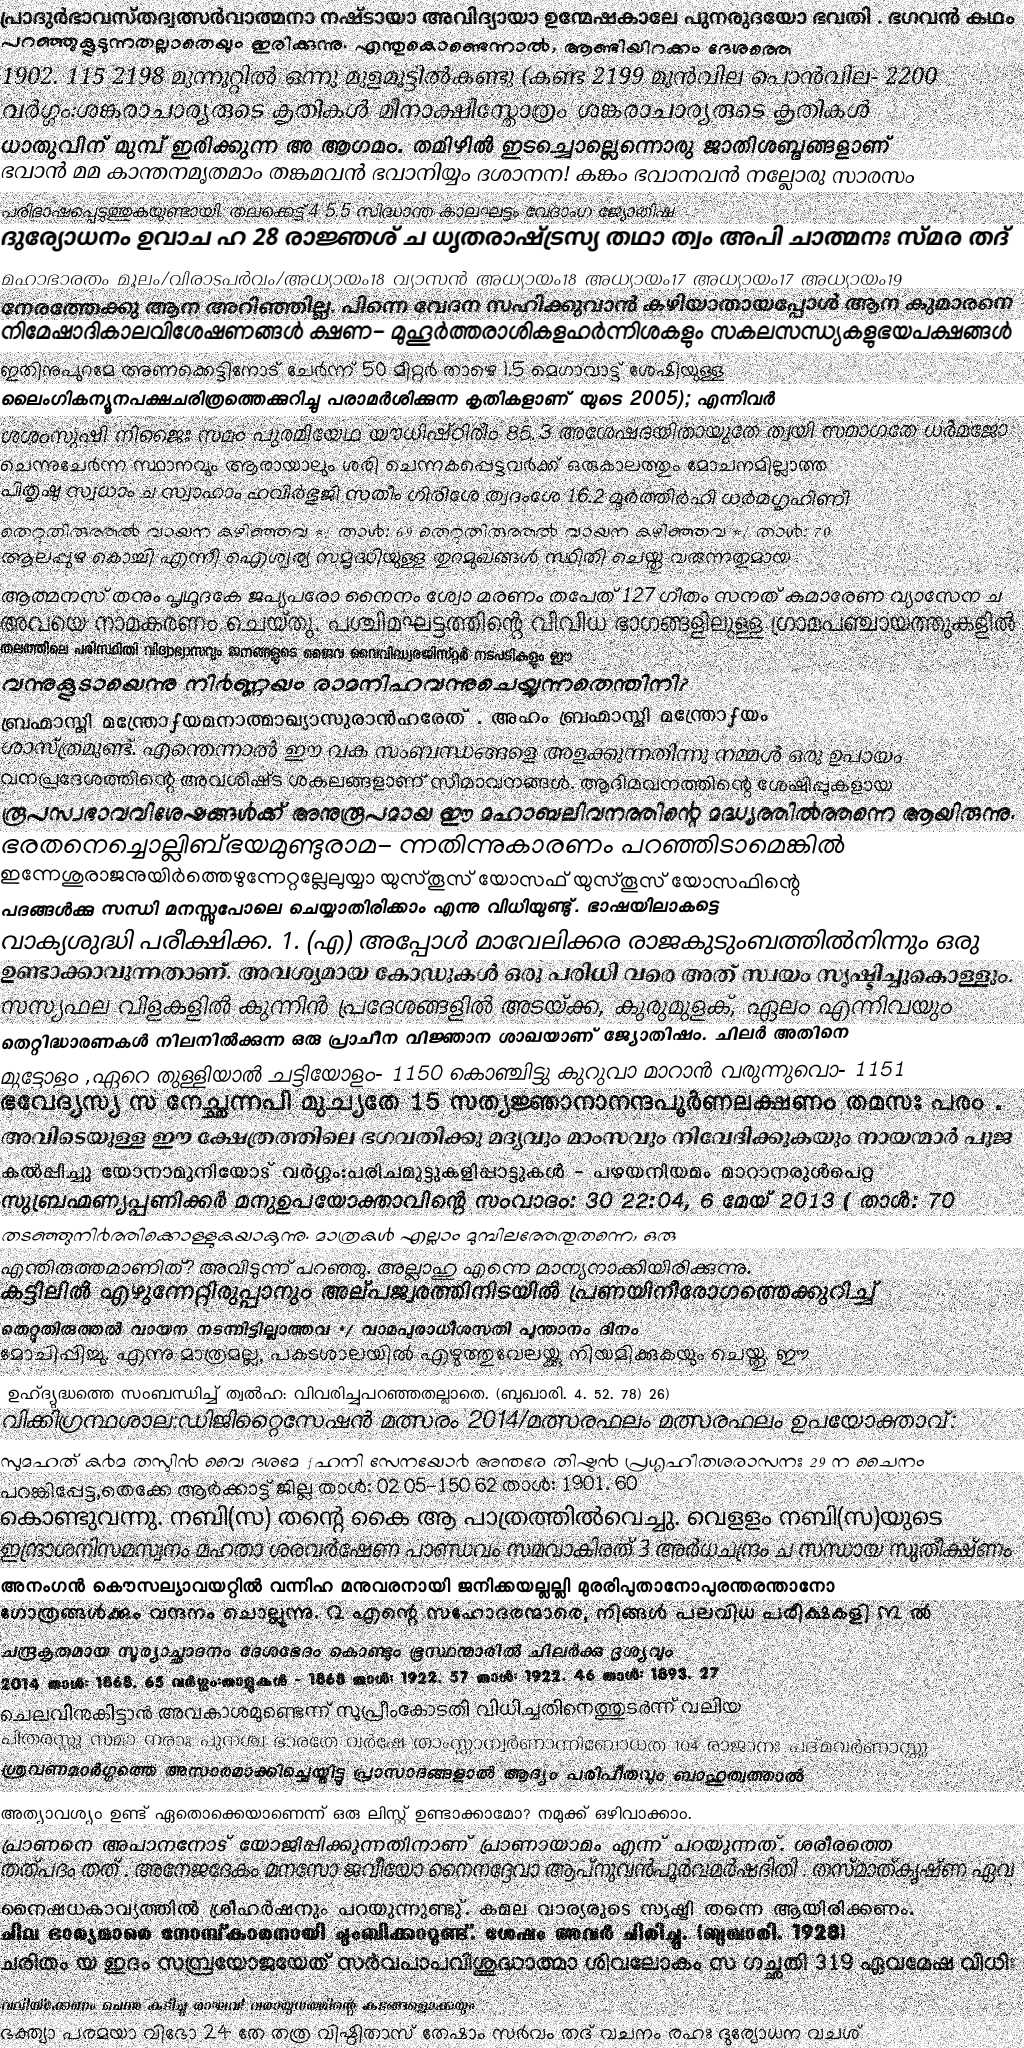 പ്രാദുർഭാവസ്തദ്വത്സർവാത്മനാ നഷ്ടായാ അവിദ്യായാ ഉന്മേഷകാലേ പുനരുദയോ ഭവതി . ഭഗവൻ കഥം
പറഞ്ഞുകൂടുന്നതല്ലാതെയും ഇരിക്കുന്നു. എന്തുകൊണ്ടെന്നാൽ, ആണ്ടിയിറക്കം ദേശത്തെ
1902. 115 2198 മുന്നൂറ്റിൽ ഒന്നു മുളമൂട്ടിൽകണ്ടു (കണ്ട 2199 മുൻവില പൊൻവില- 2200
വർഗ്ഗം:ശങ്കരാചാര്യരുടെ കൃതികൾ മീനാക്ഷിസ്തോത്രം ശങ്കരാചാര്യരുടെ കൃതികൾ
ധാതുവിന് മുമ്പ് ഇരിക്കുന്ന അ ആഗമം. തമിഴിൽ ഇടച്ചൊല്ലെന്നൊരു ജാതിശബ്ദങ്ങളാണ്
ഭവാൻ മമ കാന്തനമൃതമാം തങ്കമവൻ ഭവാനിയ്യം ദശാനന! കങ്കം ഭവാനവൻ നല്ലോരു സാരസം
പരിഭാഷപ്പെടുത്തുകയുണ്ടായി. തലക്കെട്ട് 4 5.5 സിദ്ധാന്ത കാലഘട്ടം വേദാംഗ ജ്യോതിഷ
ദുര്യോധനം ഉവാച ഹ 28 രാജ്ഞശ് ച ധൃതരാഷ്ട്രസ്യ തഥാ ത്വം അപി ചാത്മനഃ സ്മര തദ്
മഹാഭാരതം മൂലം/വിരാടപർവം/അധ്യായം18 വ്യാസൻ അധ്യായം18 അധ്യായം17 അധ്യായം17 അധ്യായം19
നേരത്തേക്കു ആന അറിഞ്ഞില്ല. പിന്നെ വേദന സഹിക്കുവാൻ കഴിയാതായപ്പോൾ ആന കുമാരനെ
നിമേഷാദികാലവിശേഷണങ്ങൾ ക്ഷണ– മുഹൂർത്തരാശികളഹർന്നിശകളും സകലസന്ധ്യകളുഭയപക്ഷങ്ങൾ
ഇതിനുപുറമേ അണക്കെട്ടിനോട് ചേർന്ന് 50 മീറ്റർ താഴെ 1.5 മെഗാവാട്ട് ശേഷിയുള്ള
ലൈംഗികന്യൂനപക്ഷചരിത്രത്തെക്കുറിച്ചു പരാമർശിക്കുന്ന കൃതികളാണ് യുടെ 2005); എന്നിവർ
ശശംസുഷി നിജൈഃ സമം പുരമിയേഥ യൗധിഷ്ഠിരിം 85.3 അശേഷദയിതായുതേ ത്വയി സമാഗതേ ധർമജോ
ചെന്നുചേർന്ന സ്ഥാനവും ആരായാലും ശരി ചെന്നകപ്പെട്ടവർക്ക് ഒരുകാലത്തും മോചനമില്ലാത്ത
പിതൃഷു സ്വധാം ച സ്വാഹാം ഹവിർഭുജി സതീം ഗിരിശേ ത്വദംശേ 16.2 മൂർത്തിർഹി ധർമഗൃഹിണീ
തെറ്റുതിരുത്തൽ വായന കഴിഞ്ഞവ */ താൾ: 69 തെറ്റുതിരുത്തൽ വായന കഴിഞ്ഞവ */ താൾ: 70
ആലപ്പുഴ കൊച്ചി എന്നീ ഐശ്വര്യ സമൃദ്ധിയുള്ള തുറമുഖങ്ങൾ സ്ഥിതി ചെയ്തു വരുന്നതുമായ
ആത്മനസ് തനും പൃഥൂദകേ ജപ്യപരോ നൈനം ശ്വോ മരണം തപേത് 127 ഗീതം സനത് കുമാരേണ വ്യാസേന ച
അവയെ നാമകരണം ചെയ്തു. പശ്ചിമഘട്ടത്തിന്റെ വിവിധ ഭാഗങ്ങളിലുള്ള ഗ്രാമപഞ്ചായത്തുകളിൽ
തലത്തിലെ പരിസ്ഥിതി വിദ്യാഭ്യാസവും ജനങ്ങളുടെ ജൈവ വൈവിദ്ധ്യരജിസ്റ്റർ നടപടികളും ഈ
വന്നുകൂടായെന്നു നിർണ്ണയം രാമനിഹവന്നുചെയ്യുന്നതെന്തിനി?
ബ്രഹ്മാസ്മി മന്ത്രോƒയമനാത്മാഖ്യാസുരാൻഹരേത് . അഹം ബ്രഹ്മാസ്മി മന്ത്രോƒയം
ശാസ്ത്രമുണ്ട്. എന്തെന്നാൽ ഈ വക സംബന്ധങ്ങളെ അളക്കുന്നതിന്നു നമ്മൾ ഒരു ഉപായം
വനപ്രദേശത്തിന്റെ അവശിഷ്ട ശകലങ്ങളാണ് സീമാവനങ്ങൾ. ആദിമവനത്തിന്റെ ശേഷിപ്പുകളായ
രൂപസ്വഭാവവിശേഷങ്ങൾക്ക് അനുരൂപമായ ഈ മഹാബലിവനത്തിന്റെ മദ്ധ്യത്തിൽത്തന്നെ ആയിരുന്നു.
ഭരതനെച്ചൊല്ലിബ്ഭയമുണ്ടുരാമ– ന്നതിന്നുകാരണം പറഞ്ഞിടാമെങ്കിൽ
ഇന്നേശുരാജനുയിർത്തെഴുന്നേറ്റല്ലേലുയ്യാ യുസ്തൂസ് യോസഫ് യുസ്തൂസ് യോസഫിന്റെ
പദങ്ങൾക്കു സന്ധി മനസ്സുപോലെ ചെയ്യാതിരിക്കാം എന്നു വിധിയുണ്ടു്. ഭാഷയിലാകട്ടെ
വാക്യശുദ്ധി പരീക്ഷിക്ക. 1. (എ) അപ്പോൾ മാവേലിക്കര രാജകുടുംബത്തിൽനിന്നും ഒരു
ഉണ്ടാക്കാവുന്നതാണ്. അവശ്യമായ കോഡുകൾ ഒരു പരിധി വരെ അത് സ്വയം സൃഷ്ടിച്ചുകൊള്ളും.
സസ്യഫല വിളകളിൽ കുന്നിൻ പ്രദേശങ്ങളിൽ അടയ്ക്ക, കുരുമുളക്, ഏലം എന്നിവയും
തെറ്റിദ്ധാരണകൾ നിലനിൽക്കുന്ന ഒരു പ്രാചീന വിജ്ഞാന ശാഖയാണ് ജ്യോതിഷം. ചിലർ അതിനെ
മുട്ടോളം ,ഏറെ തുള്ളിയാൽ ചട്ടിയോളം- 1150 കൊഞ്ചിട്ടു കുറുവാ മാറാൻ വരുന്നുവൊ- 1151
ഭവേദ്യസ്യ സ നേച്ഛന്നപി മുച്യതേ 15 സത്യജ്ഞാനാനന്ദപൂർണലക്ഷണം തമസഃ പരം .
അവിടെയുള്ള ഈ ക്ഷേത്രത്തിലെ ഭഗവതിക്കു മദ്യവും മാംസവും നിവേദിക്കുകയും നായന്മാർ പൂജ
കൽപ്പിച്ചു യോനാമുനിയോട് വർഗ്ഗം:പരിചമുട്ടുകളിപ്പാട്ടുകൾ - പഴയനിയമം മാറാനരുൾപെറ്റ
സുബ്രഹ്മണ്യപ്പണിക്കർ മനുഉപയോക്താവിന്റെ സംവാദം: 30 22:04, 6 മേയ് 2013 ( താൾ: 70
തടഞ്ഞുനിർത്തിക്കൊള്ളുകയാകുന്നു. മാത്രകൾ എല്ലാം മുമ്പിലത്തേതുതന്നെ, ഒരു
എന്തിരുത്തമാണിത്? അവിടുന്ന് പറഞ്ഞു. അല്ലാഹു എന്നെ മാന്യനാക്കിയിരിക്കുന്നു.
കട്ടിലിൽ എഴുന്നേറ്റിരുപ്പാനും അല്പജ്വരത്തിനിടയിൽ പ്രണയിനീരോഗത്തെക്കുറിച്ച്
തെറ്റുതിരുത്തൽ വായന നടന്നിട്ടില്ലാത്തവ */ വാമപുരാധീശസതി പൂന്താനം ദിനം
മോചിപ്പിച്ചു. എന്നു മാത്രമല്ല, പകടശാലയിൽ എഴുത്തുവേലയ്ക്കു നിയമിക്കുകയും ചെയ്തു. ഈ
ഉഹ്ദ്യുദ്ധത്തെ സംബന്ധിച്ച് ത്വൽഹ: വിവരിച്ചുപറഞ്ഞതല്ലാതെ. (ബുഖാരി. 4. 52. 78) 26)
വിക്കിഗ്രന്ഥശാല:ഡിജിറ്റൈസേഷൻ മത്സരം 2014/മത്സരഫലം മത്സരഫലം ഉപയോക്താവ്:
സുമഹത് കർമ തസ്മിൻ വൈ ദശമേ ഽഹനി സേനയോർ അന്തരേ തിഷ്ഠൻ പ്രഗൃഹീതശരാസനഃ 29 ന ചൈനം
പറങ്കിപ്പേട്ട,തെക്കേ ആർക്കാട്ട് ജില്ല താൾ: 02 05–150 62 താൾ: 1901. 60
കൊണ്ടുവന്നു. നബി(സ) തന്റെ കൈ ആ പാത്രത്തിൽവെച്ചു. വെളളം നബി(സ)യുടെ
ഇന്ദ്രാശനിസമസ്വനം മഹതാ ശരവർഷേണ പാണ്ഡവം സമവാകിരത് 3 അർധചന്ദ്രം ച സന്ധായ സുതീക്ഷ്ണം
അനംഗൻ കൌസല്യാവയറ്റിൽ വന്നിഹ മനുവരനായി ജനിക്കയല്ലല്ലി മുരരിപുതാനോപുരന്തരന്താനോ
ഗോത്രങ്ങൾക്കും വന്ദനം ചൊല്ലുന്നു. ൨ എന്റെ സഹോദരന്മാരെ, നിങ്ങൾ പലവിധ പരീക്ഷകളി ൩ ൽ
ചന്ദ്രകൃതമായ സൂര്യാച്ഛാദനം ദേശഭേദം കൊണ്ടും ഭൂസ്ഥന്മാരിൽ ചിലർക്കു ദൃശ്യവും
2014 താൾ: 1868. 65 വർഗ്ഗം:താളുകൾ - 1868 താൾ: 1922. 57 താൾ: 1922. 46 താൾ: 1893. 27
ചെലവിനുകിട്ടാൻ അവകാശമുണ്ടെന്ന് സുപ്രീംകോടതി വിധിച്ചതിനെത്തുടർന്ന് വലിയ
പിതരസ്തു സമാ നരാഃ പുനശ്വ ഭാരതേ വർഷേ താംസ്താന്വർണാന്നിബോധത 104 രാജാനഃ പദ്മവർണാസ്തു
ശ്രവണമാർഗ്ഗത്തെ അസാരമാക്കിച്ചെയ്തിട്ടു പ്രാസാദങ്ങളാൽ ആദ്യം പരിപീതവും ബാഹുത്വത്താൽ
അത്യാവശ്യം ഉണ്ട് ഏതൊക്കെയാണെന്ന് ഒരു ലിസ്റ്റ് ഉണ്ടാക്കാമോ? നമുക്ക് ഒഴിവാക്കാം.
പ്രാണനെ അപാനനോട് യോജിപ്പിക്കുന്നതിനാണ് പ്രാണായാമം എന്ന് പറയുന്നത്. ശരീരത്തെ
തത്പദം തത് . അനേജദേകം മനസോ ജവീയോ നൈനദ്ദേവാ ആപ്നുവൻപൂർവമർഷദിതി . തസ്മാത്കൃഷ്ണ ഏവ
നൈഷധകാവ്യത്തിൽ ശ്രീഹർഷനും പറയുന്നുണ്ടു്. കമല വാര്യരുടെ സൃഷ്ടി തന്നെ ആയിരിക്കണം.
ചില ഭാര്യമാരെ നോമ്പ്കാരനായി ചുംബിക്കാറുണ്ട്. ശേഷം അവർ ചിരിച്ചു. (ബുഖാരി. 1928)
ചരിതം യ ഇദം സമ്പ്രയോജയേത് സർവപാപവിശുദ്ധാത്മാ ശിവലോകം സ ഗച്ഛതി 319 ഏവമേഷ വിധിഃ
ചെന്നു കുടിച്ച രാഘവ!
ഭക്ത്യാ പരമയാ വിഭോ 24 തേ തത്ര വിഷ്ഠിതാസ് തേഷാം സർവം തദ് വചനം രഹഃ ദുര്യോധന വചശ്